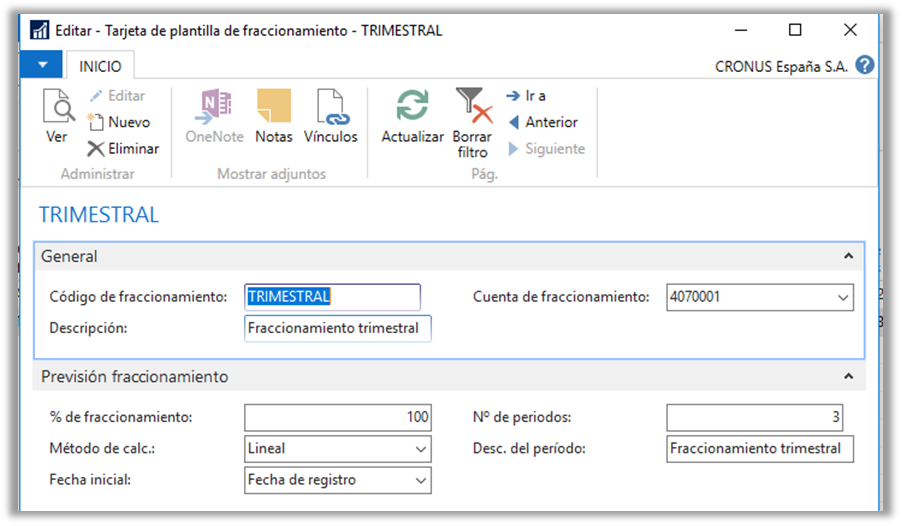 Editar - Tarjeta de plantilla de fraccionamiento - TRIMESTRAL
INICIO
CRONUS España S.A.
Ver
Editar
Nuevo
Eliminar
Administrar
OneNote
Notas
Vínculos
Mostrar adjuntos
Actualizar
Borrar
filtro
Ir a
Anterior
Siguiente
Pág.
TRIMESTRAL
General
Código de fraccionamiento: TRIMESTRAL
Cuenta de fraccionamiento: 4070001
Descripción: Fraccionamiento trimestral
Previsión fraccionamiento
% de fraccionamiento: 100
Nº de periodos: 3
Método de calc.: Lineal
Desc. del período: Fraccionamiento trimestral
Fecha inicial: Fecha de registro